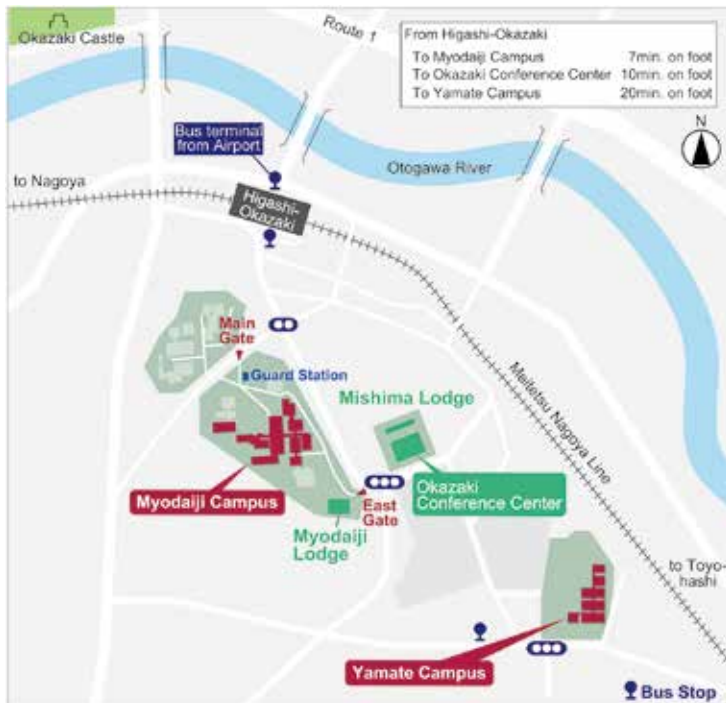 Okazaki Castle
Route 1
From Higashi-Okazaki
To Myodaiji Campus 7min. on foot
To Okazaki Conference Center 10min. on foot
To Yamate Campus 20min. on foot
N
Bus terminal
from Airport
Otogawa River
to Nagoya
Higashi-
Okazaki
Main
Gate
Guard Station
Meitetsu Nagoya Line
Mishima Lodge
Myodaiji Campus
East
Gate
Okazaki
Conference Center
Myodaiji
Lodge
to Toyo-
hashi
Yamate Campus
Bus Stop